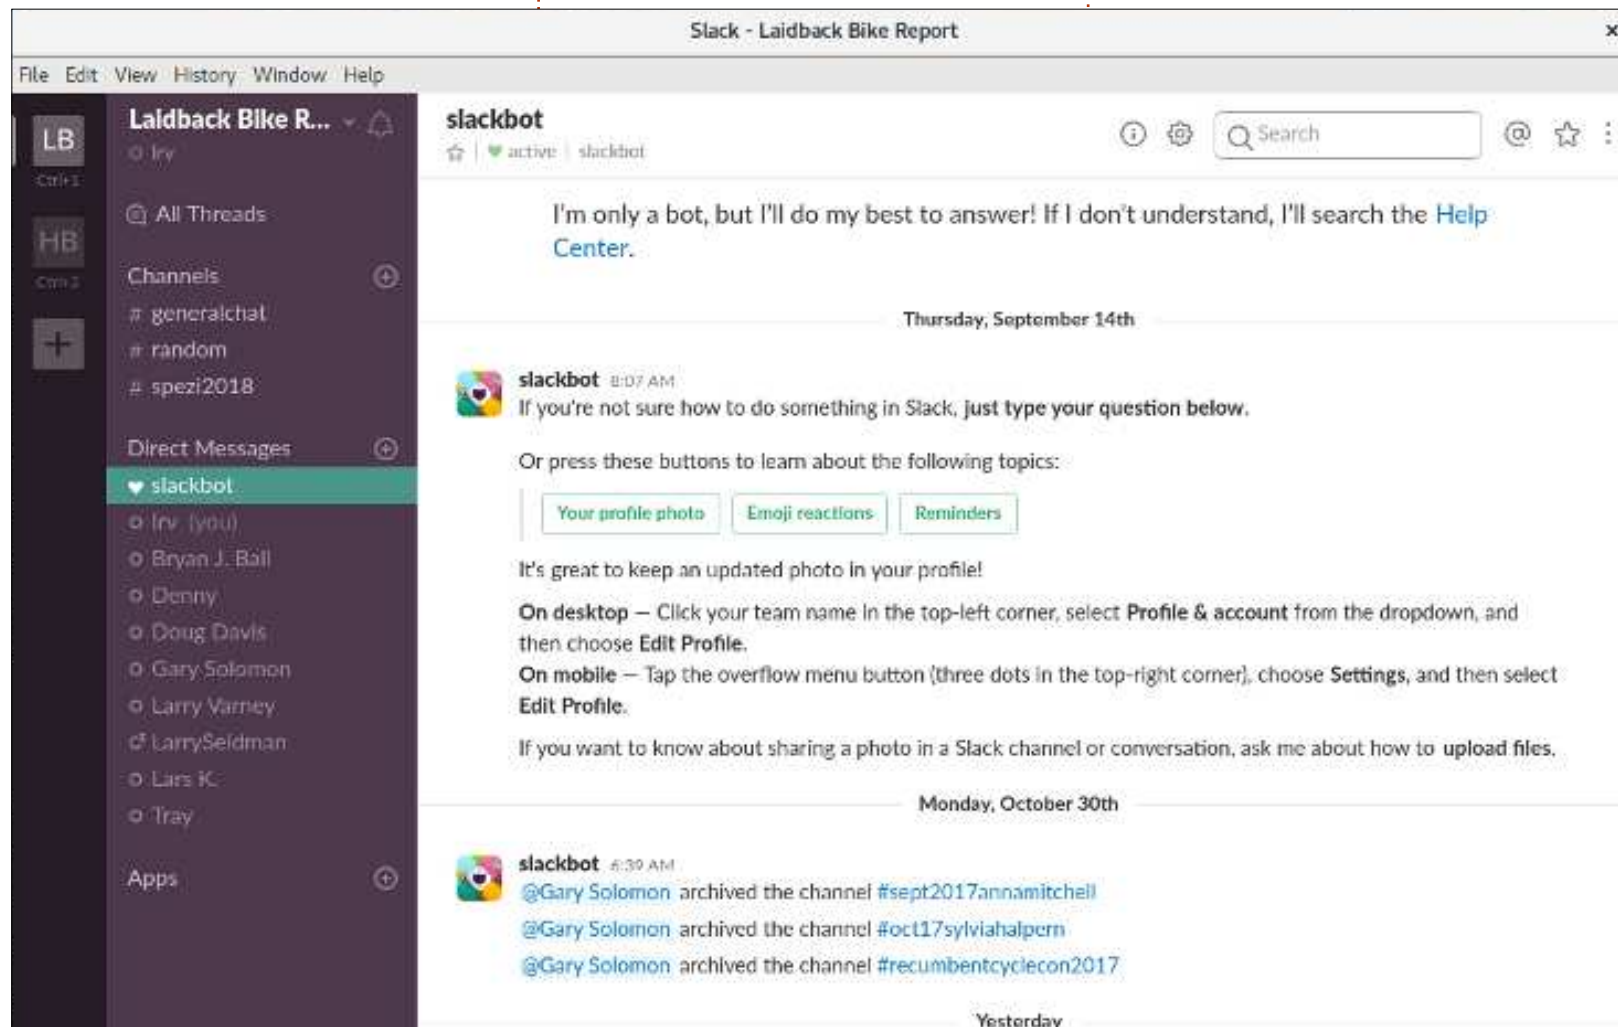 Slack - Laidback Bike Report
File Edit View History Window Help
LB
Ctrl+1
HB
Ctrl+2
Laidback Bike R...
Irv
All Threads
Channels
# generalchat
# random
# spezi2018
Direct Messages
slackbot
Irv (you)
Bryan J. Ball
Denny
Doug Davis
Gary Solomon
Larry Varney
LarrySeidman
Lars K.
Tray
Apps
slackbot
active | slackbot
Search
I'm only a bot, but I'll do my best to answer! If I don't understand, I'll search the Help
Center.
Thursday, September 14th
slackbot 8:07 AM
If you're not sure how to do something in Slack, just type your question below.
Or press these buttons to learn about the following topics:
Your profile photo
Emoji reactions
Reminders
It's great to keep an updated photo in your profile!
On desktop — Click your team name in the top-left corner, select Profile & account from the dropdown, and
then choose Edit Profile.
On mobile — Tap the overflow menu button (three dots in the top-right corner), choose Settings, and then select
Edit Profile.
If you want to know about sharing a photo in a Slack channel or conversation, ask me about how to upload files.
Monday, October 30th
slackbot 6:39 AM
@Gary Solomon archived the channel #sept2017annamitchell
@Gary Solomon archived the channel #oct17sylviahalpern
@Gary Solomon archived the channel #recumbentcyclecon2017
Yesterday